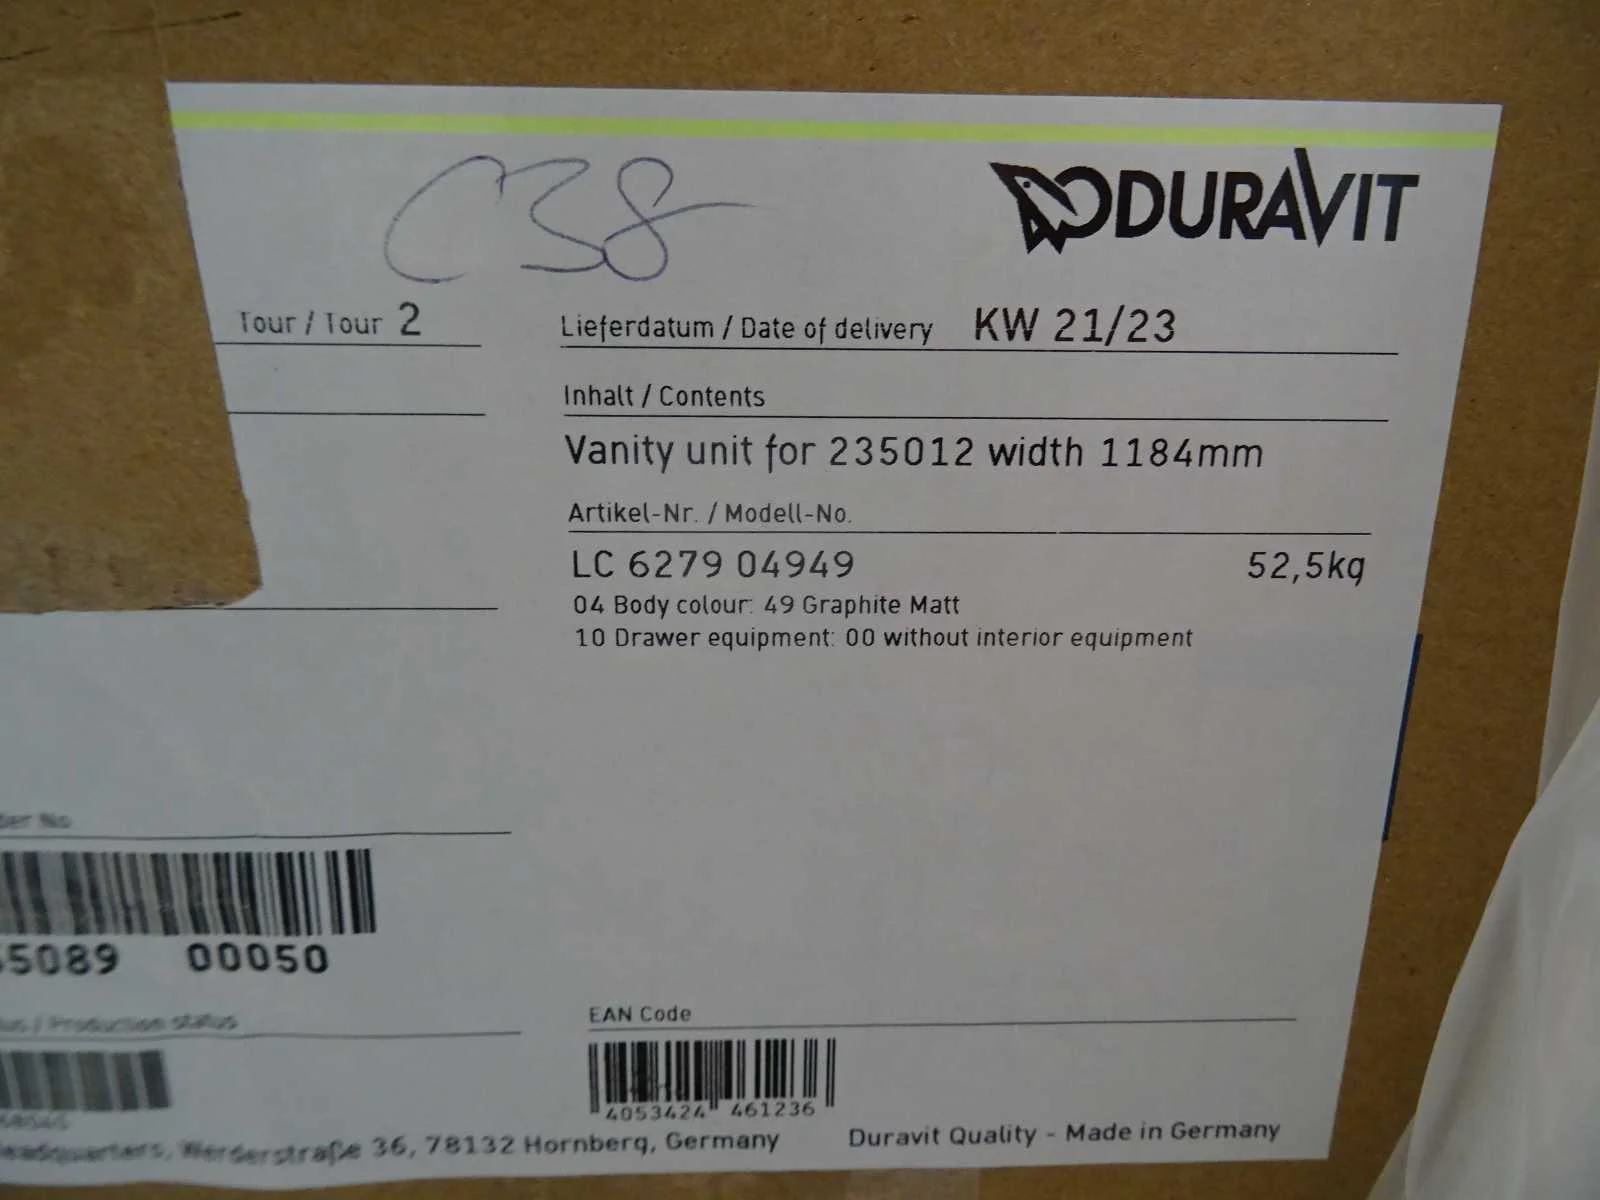 C38
DURAVIT
Tour / Tour 2
Lieferdatum / Date of delivery KW 21/23
Inhalt / Contents
Vanity unit for 235012 width 1184mm
Artikel-Nr. / Modell-No.
LC 6279 04949 52,5kg
04 Body colour: 49 Graphite Matt
10 Drawer equipment: 00 without interior equipment
No
5089 00050
/ Production status
EAN Code
4053424 461236
Werderstraße 36, 78132 Hornberg, Germany
Duravit Quality - Made in Germany